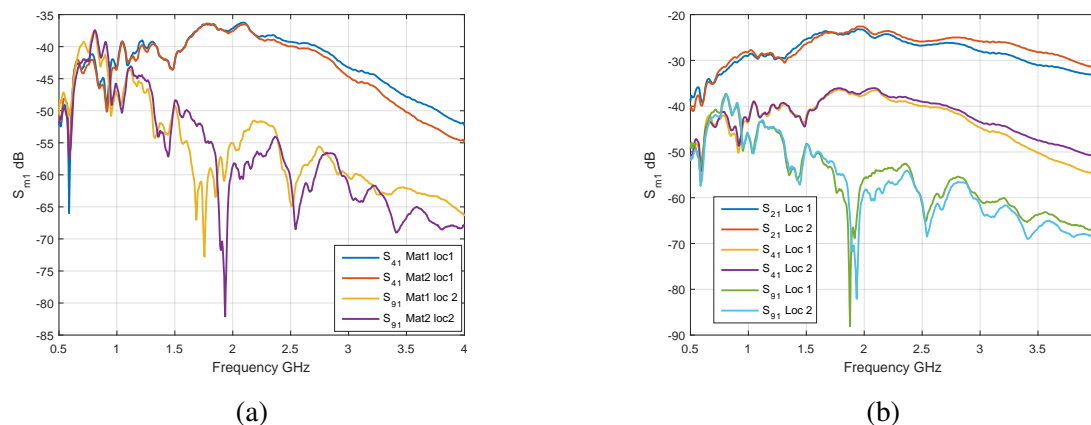 -35
-40
-45
-50
-55
-60
-65
-70
-75
-80
-85
S m1 dB
0.5 1 1.5 2 2.5 3 3.5 4
Frequency GHz
S 41 Mat1 loc1
S 41 Mat2 loc1
S 91 Mat1 loc 2
S 91 Mat2 loc2
(a)
-20
-30
-40
-50
-60
-70
-80
-90
S m1 dB
0.5 1 1.5 2 2.5 3 3.5
Frequency GHz
S 21 Loc 1
S 21 Loc 2
S 41 Loc 1
S 41 Loc 2
S 91 Loc 1
S 91 Loc 2
(b)